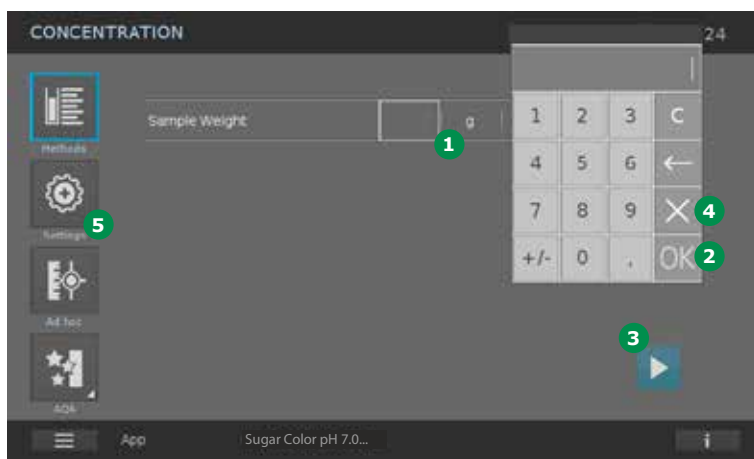 CONCENTRATION
24
Methods
Sample Weight
g
1
1 2 3 C
4 5 6 ←
7 8 9 X
4
+/- 0 . OK
2
Settings
5
Ad hoc
3
AQA
App
Sugar Color pH 7.0...
i